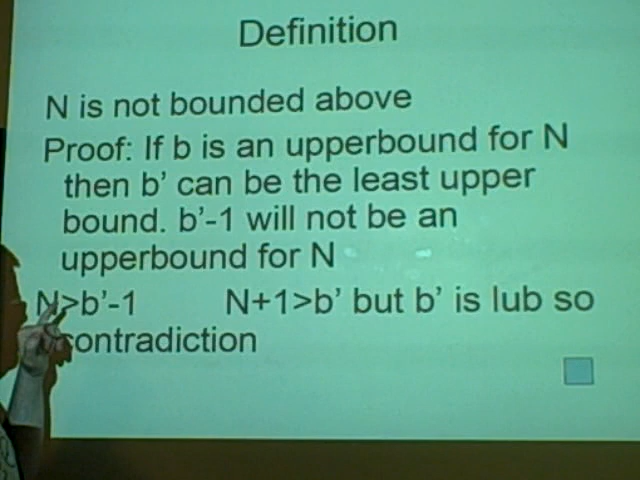 Definition
N is not bounded above
Proof: If b is an upperbound for N
then b' can be the least upper
bound. b'-1 will not be an
upperbound for N
N>b'-1 N+1>b' but b' is lub so
contradiction